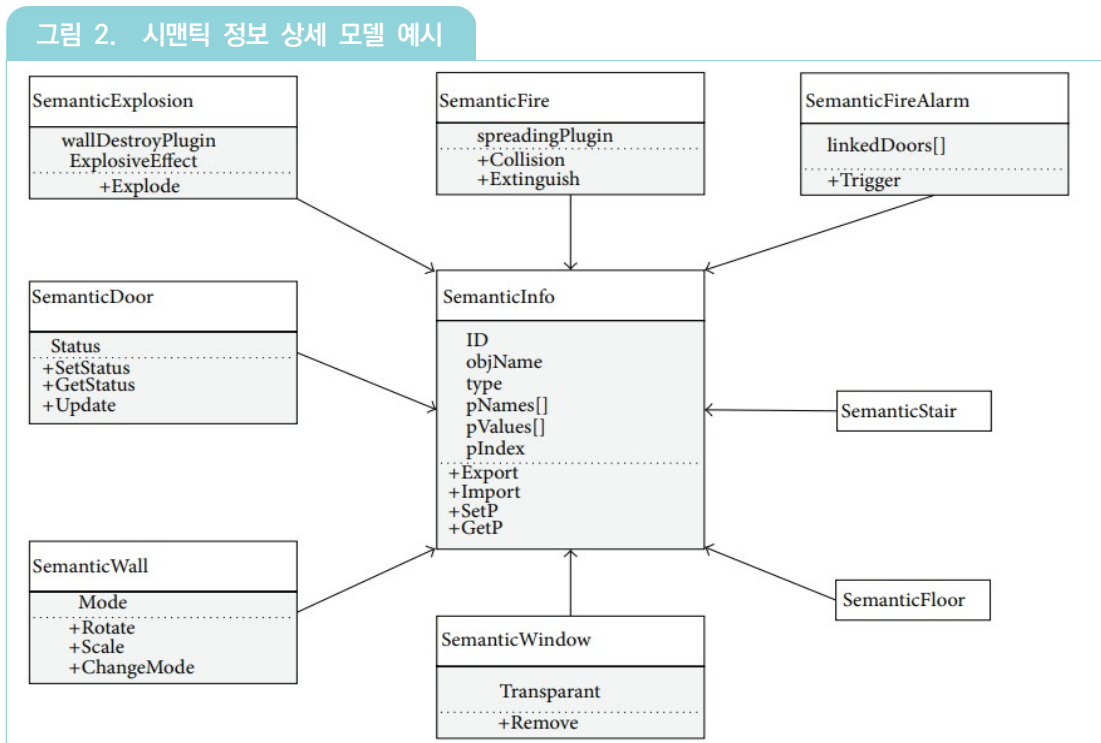 그림 2. 시맨틱 정보 상세 모델 예시
SemanticExplosion
wallDestroyPlugin
ExplosiveEffect
+Explode
SemanticFire
spreadingPlugin
+Collision
+Extinguish
SemanticFireAlarm
linkedDoors[]
+Trigger
SemanticDoor
Status
+SetStatus
+GetStatus
+Update
SemanticInfo
ID
objName
type
pNames[]
pValues[]
pIndex
+Export
+Import
+SetP
+GetP
SemanticStair
SemanticWall
Mode
+Rotate
+Scale
+ChangeMode
SemanticWindow
Transparant
+Remove
SemanticFloor